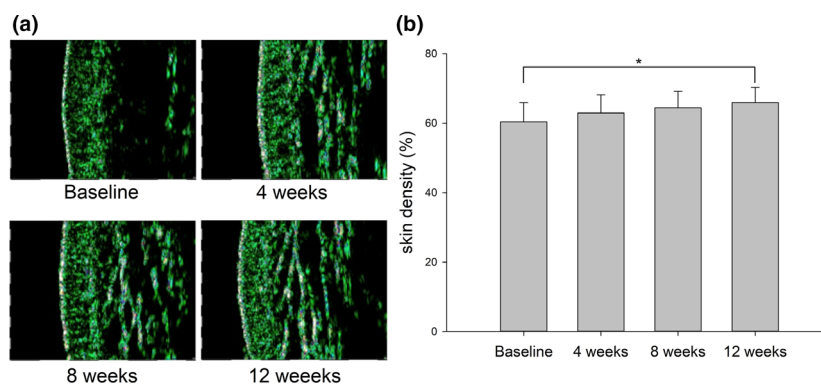 (a)
Baseline
4 weeks
8 weeks
12 weeeks
(b)
skin density (%)
80
60
40
20
0
*
Baseline
4 weeks
8 weeks
12 weeks